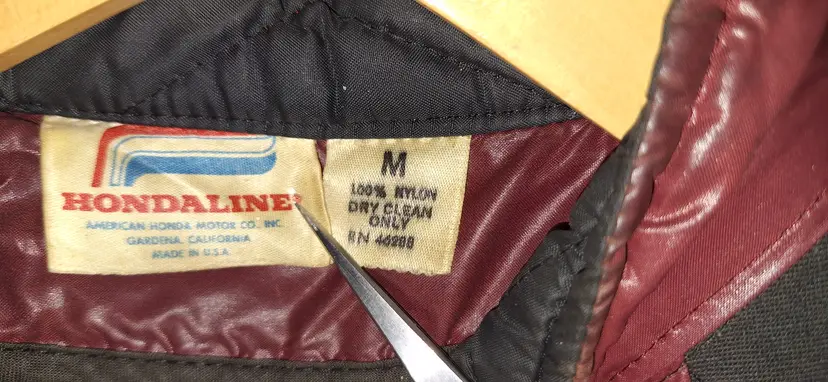 HONDALINE
AMERICAN HONDA MOTOR CO., INC.
GARDENA, CALIFORNIA
MADE IN U.S.A.
M
100% NYLON
DRY CLEAN
ONLY
RN 46288